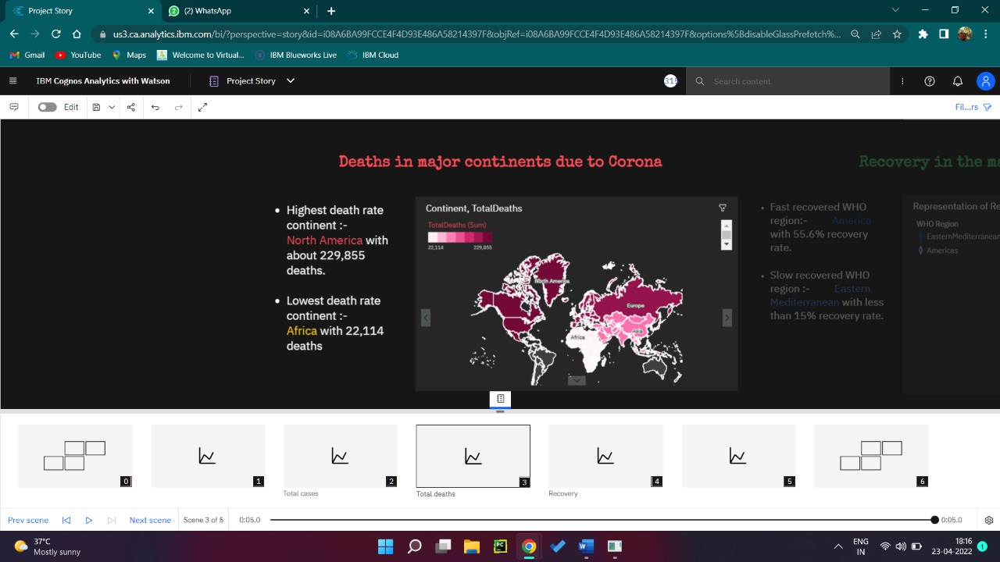 Project Story
(2) WhatsApp
us3.ca.analytics.ibm.com/bi/?perspective=story&id=i08A6BA99FCCE4F4D93E486A58214397F&objRef=i08A6BA99FCCE4F4D93E486A58214397F&options%5BdisableGlassPrefetch%...
Gmail
YouTube
Maps
Welcome to Virtual...
IBM Blueworks Live
IBM Cloud
IBM Cognos Analytics with Watson
Project Story
315
Search content
Edit
Fil...rs
Deaths in major continents due to Corona
• Highest death rate
continent :-
North America with
about 229,855
deaths.
• Lowest death rate
continent :-
Africa with 22,114
deaths
Continent, TotalDeaths
TotalDeaths (Sum)
22,114
229,855
North America
Europe
Africa
Asia
Recovery in the
• Fast recovered WHO
region:- America
with 55.6% recovery
rate.
• Slow recovered WHO
region :- Eastern
Mediterranean with less
than 15% recovery rate.
Representation of Re
WHO Region
EasternMediterranean
Americas
0
1
2
3
4
5
6
Total cases
Total deaths
Recovery
Prev scene
Next scene
Scene 3 of 5
0:05.0
0:05.0
37°C
Mostly sunny
PC
W
ENG
IN
18:16
23-04-2022
1